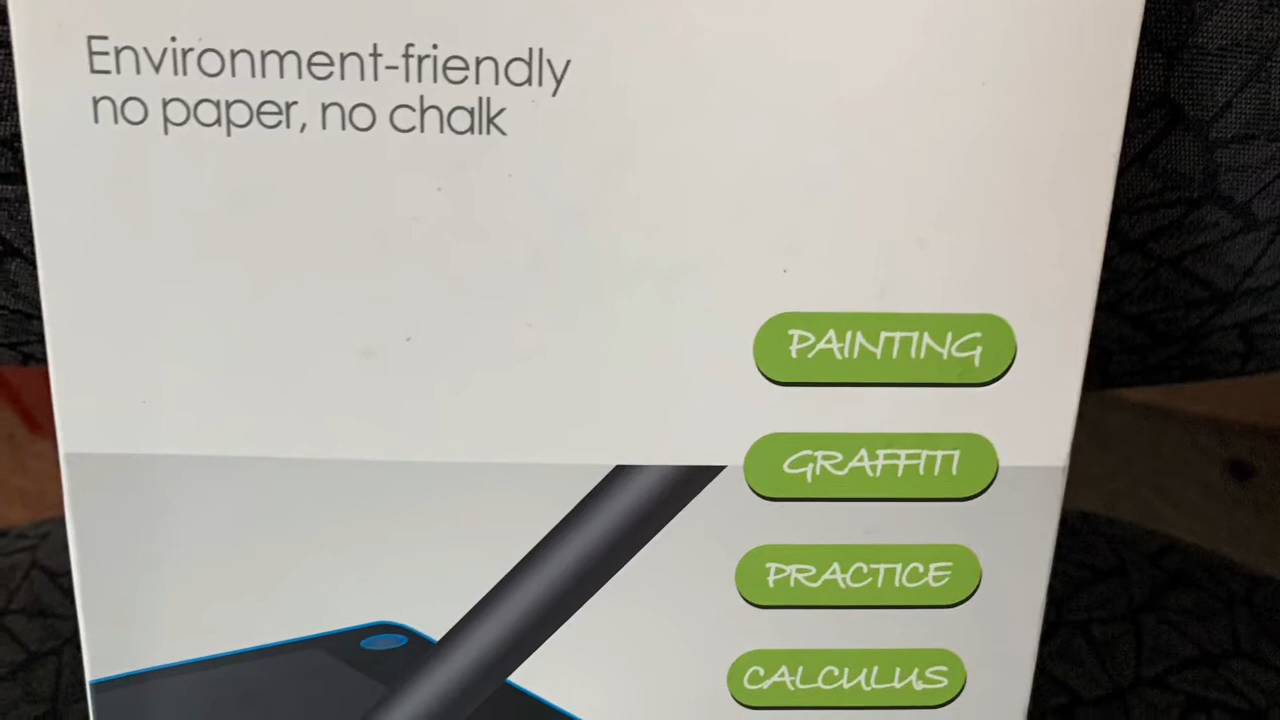 Environment-friendly
no paper, no chalk
PAINTING
GRAFFITI
PRACTICE
CALCULUS